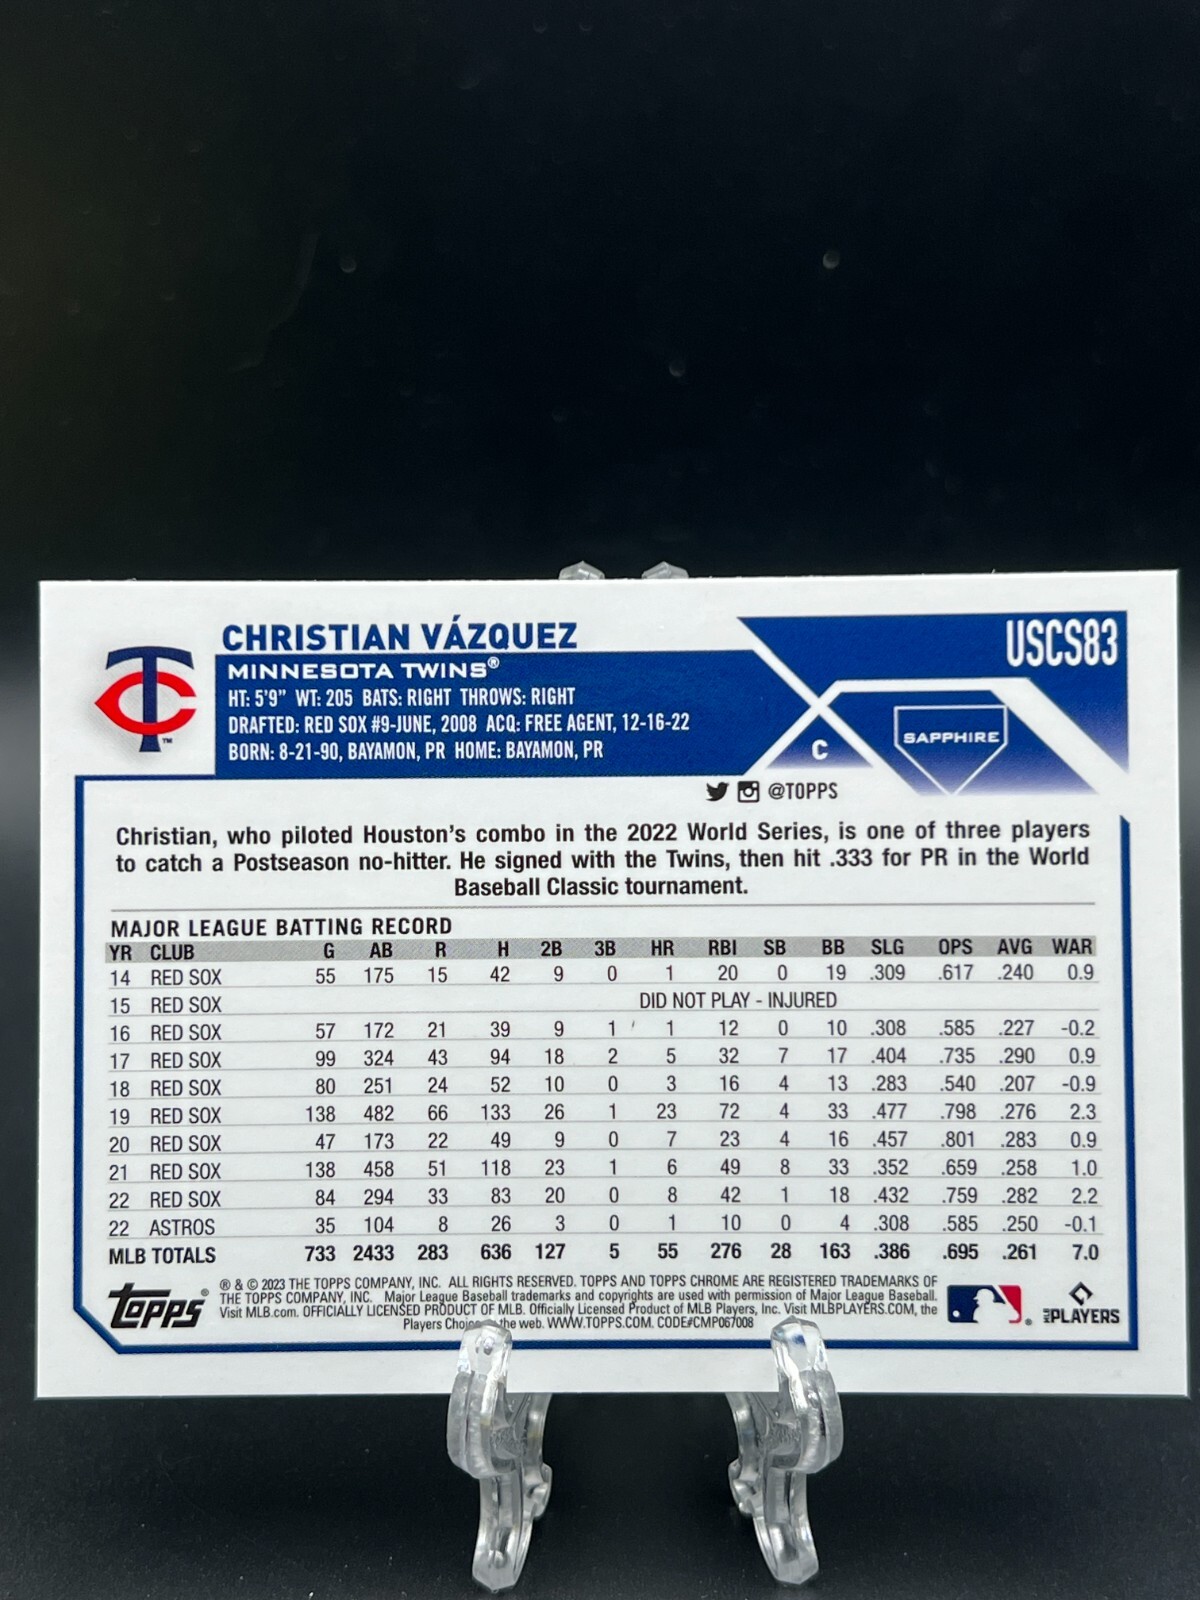 CHRISTIAN VÁZQUEZ
USCS83
MINNESOTA TWINS®
HT: 5'9" WT: 205 BATS: RIGHT THROWS: RIGHT
DRAFTED: RED SOX #9-JUNE, 2008 ACQ: FREE AGENT, 12-16-22
BORN: 8-21-90, BAYAMON, PR HOME: BAYAMON, PR
C
SAPPHIRE
TC™
@TOPPS
Christian, who piloted Houston's combo in the 2022 World Series, is one of three players
to catch a Postseason no-hitter. He signed with the Twins, then hit .333 for PR in the World
Baseball Classic tournament.
MAJOR LEAGUE BATTING RECORD
YR CLUB G AB R H 2B 3B HR RBI SB BB SLG OPS AVG WAR
14 RED SOX 55 175 15 42 9 0 1 20 0 19 .309 .617 .240 0.9
15 RED SOX DID NOT PLAY - INJURED
16 RED SOX 57 172 21 39 9 1 1 12 0 10 .308 .585 .227 -0.2
17 RED SOX 99 324 43 94 18 2 5 32 7 17 .404 .735 .290 0.9
18 RED SOX 80 251 24 52 10 0 3 16 4 13 .283 .540 .207 -0.9
19 RED SOX 138 482 66 133 26 1 23 72 4 33 .477 .798 .276 2.3
20 RED SOX 47 173 22 49 9 0 7 23 4 16 .457 .801 .283 0.9
21 RED SOX 138 458 51 118 23 1 6 49 8 33 .352 .659 .258 1.0
22 RED SOX 84 294 33 83 20 0 8 42 1 18 .432 .759 .282 2.2
22 ASTROS 35 104 8 26 3 0 1 10 0 4 .308 .585 .250 -0.1
MLB TOTALS 733 2433 283 636 127 5 55 276 28 163 .386 .695 .261 7.0
topps®
® & © 2023 THE TOPPS COMPANY, INC. ALL RIGHTS RESERVED. TOPPS AND TOPPS CHROME ARE REGISTERED TRADEMARKS OF
THE TOPPS COMPANY, INC. Major League Baseball trademarks and copyrights are used with permission of Major League Baseball.
Visit MLB.com. OFFICIALLY LICENSED PRODUCT OF MLB. Officially Licensed Product of MLB Players, Inc. Visit MLBPLAYERS.COM, the
Players the web. WWW.TOPPS.COM. CODE#CMP067008
MLB PLAYERS